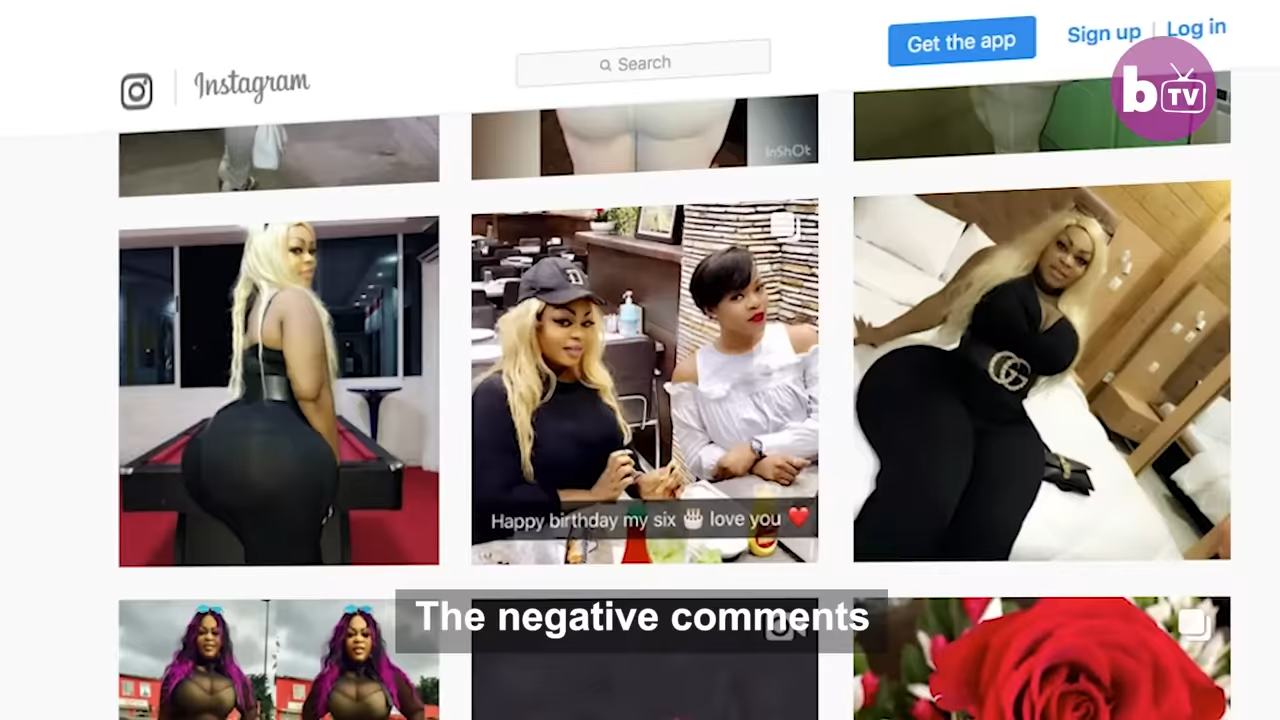 Get the app
Sign up | Log in
Instagram
Search
b TV
InShOt
Happy birthday my six 🎂 love you ❤️
The negative comments